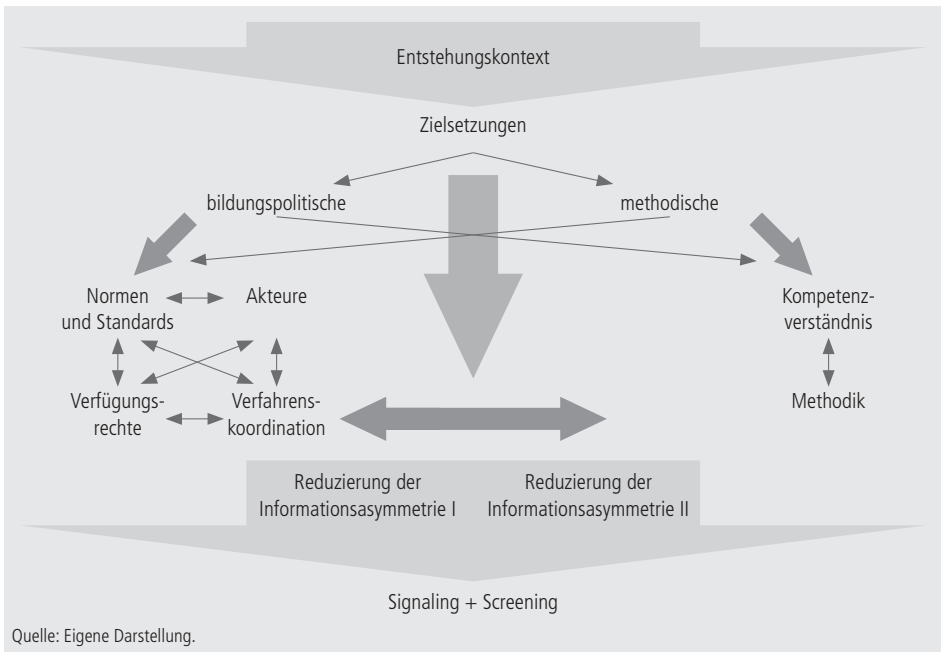 Entstehungskontext
Zielsetzungen
bildungspolitische
methodische
Normen
und Standards
Akteure
Kompetenz-
verständnis
Verfügungs-
rechte
Verfahrens-
koordination
Methodik
Reduzierung der
Informationsasymmetrie I
Reduzierung der
Informationsasymmetrie II
Signaling + Screening
Quelle: Eigene Darstellung.